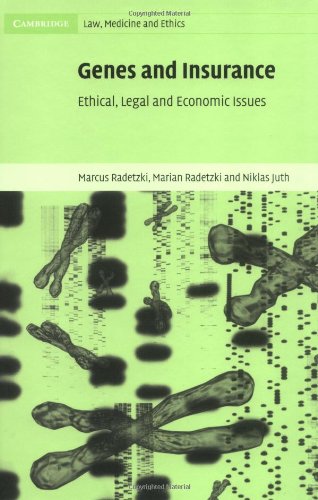 CAMBRIDGE Law, Medicine and Ethics
Genes and Insurance
Ethical, Legal and Economic Issues
Marcus Radetzki, Marian Radetzki and Niklas Juth